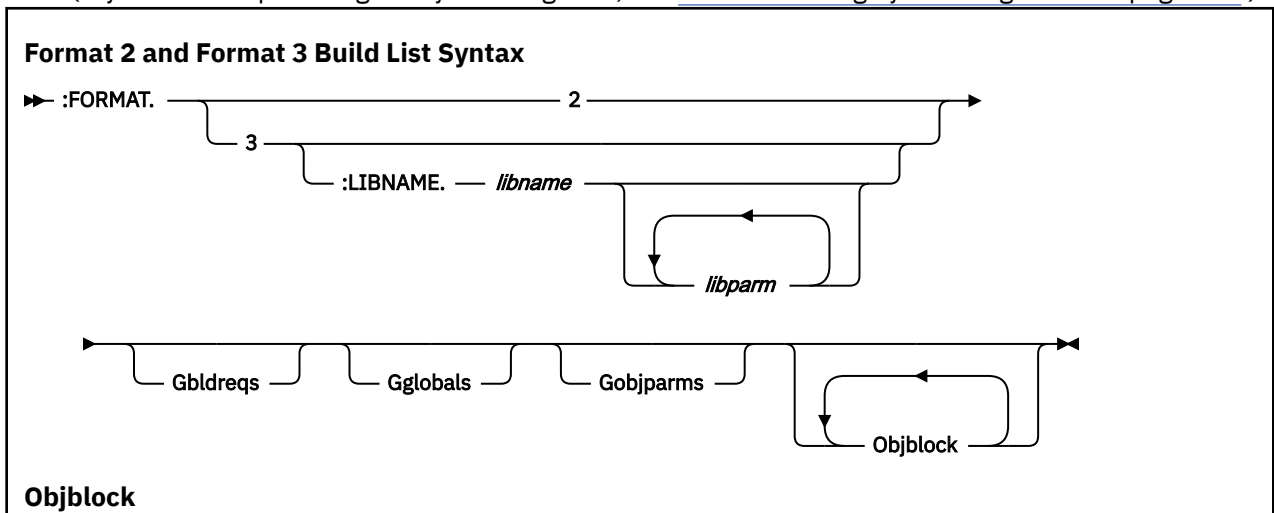 Format 2 and Format 3 Build List Syntax
:FORMAT. 2
3
:LIBNAME. libname
libparm
Gbldreqs Gglobals Gobjparms
Objblock
Objblock